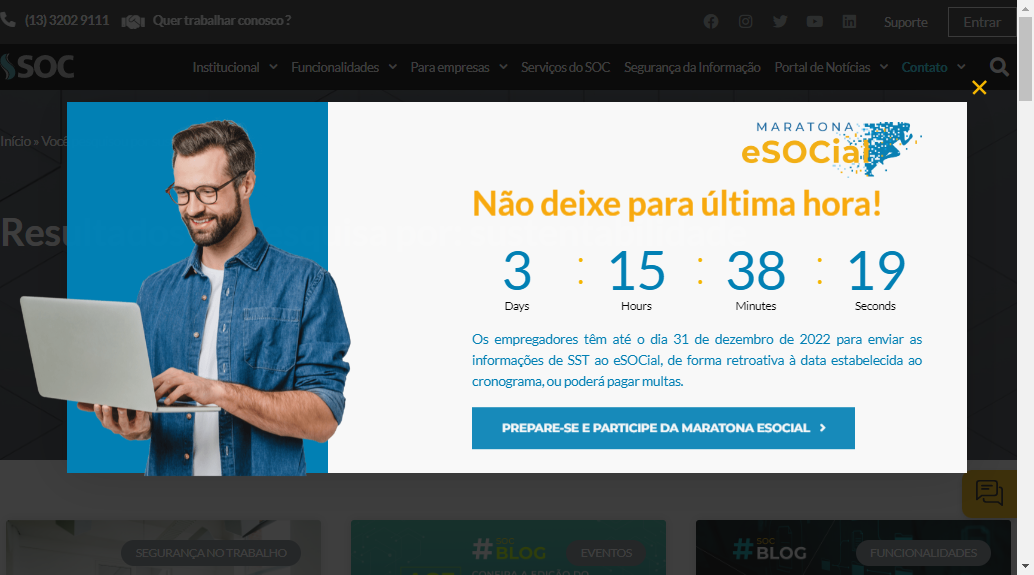 (13) 3202 9111 Quer trabalhar conosco?
Suporte Entrar
SOC Institucional Funcionalidades Para empresas Serviços do SOC Segurança da Informação Portal de Notícias Contato
Início » Você
MARATONA
eSOCial
Não deixe para última hora!
3 : 15 : 38 : 19
Days Hours Minutes Seconds
Os empregadores têm até o dia 31 de dezembro de 2022 para enviar as
informações de SST ao eSOCial, de forma retroativa à data estabelecida ao
cronograma, ou poderá pagar multas.
PREPARE-SE E PARTICIPE DA MARATONA ESOCIAL
SEGURANÇA NO TRABALHO
#SOC BLOG EVENTOS
CONFIRA A EDIÇÃO DO
#SOC BLOG FUNCIONALIDADES